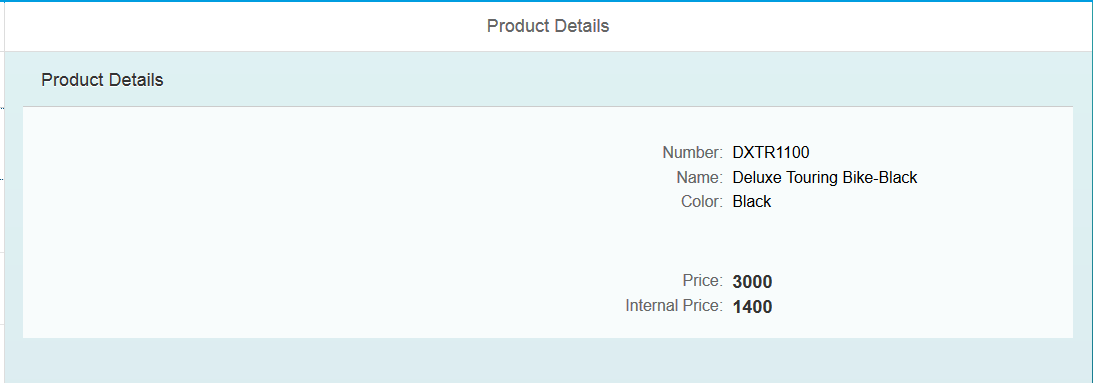 Product Details
Product Details
Number: DXTR1100
Name: Deluxe Touring Bike-Black
Color: Black
Price: 3000
Internal Price: 1400